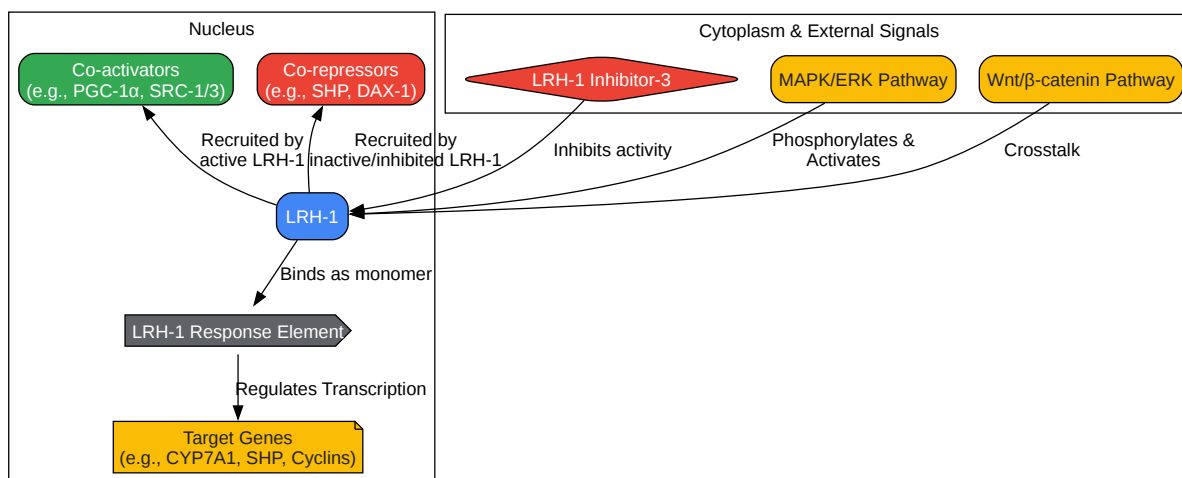 Nucleus
Cytoplasm & External Signals
Co-activators
(e.g., PGC-1α, SRC-1/3)
Co-repressors
(e.g., SHP, DAX-1)
LRH-1 Inhibitor-3
MAPK/ERK Pathway
Wnt/β-catenin Pathway
Recruited by
active LRH-1
Recruited by
inactive/inhibited LRH-1
Inhibits activity
Phosphorylates &
Activates
Crosstalk
LRH-1
Binds as monomer
LRH-1 Response Element
Regulates Transcription
Target Genes
(e.g., CYP7A1, SHP, Cyclins)